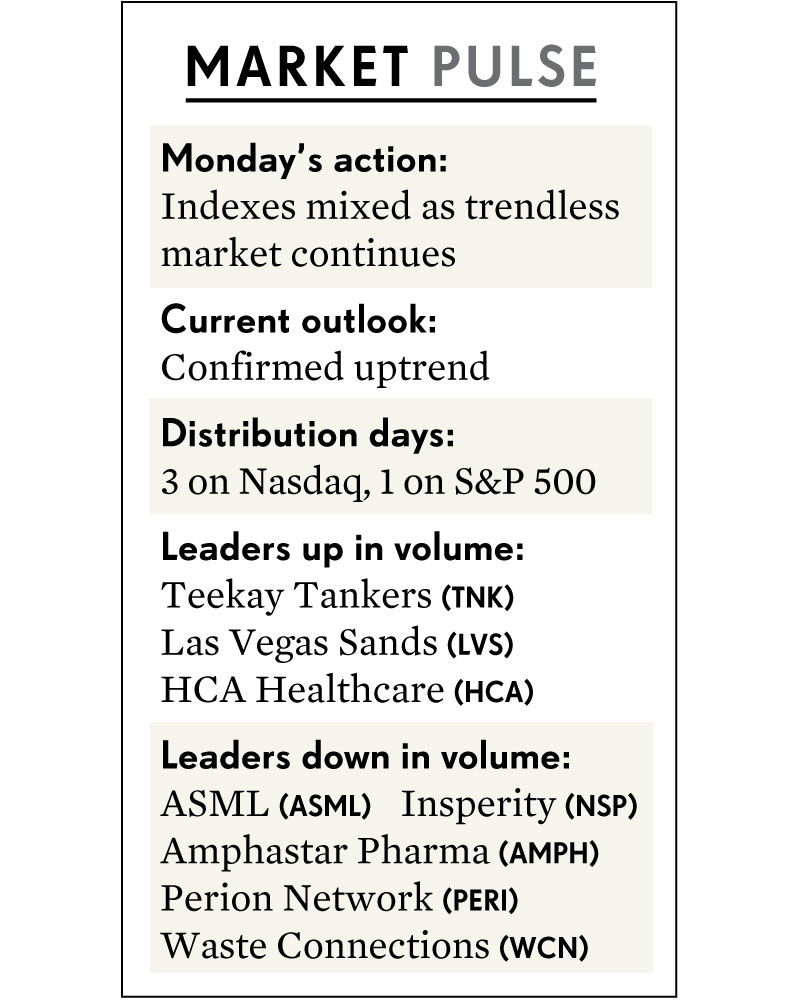 MARKET PULSE
Monday's action:
Indexes mixed as trendless
market continues
Current outlook:
Confirmed uptrend
Distribution days:
3 on Nasdaq, 1 on S&P 500
Leaders up in volume:
Teekay Tankers (TNK)
Las Vegas Sands (LVS)
HCA Healthcare (HCA)
Leaders down in volume:
ASML (ASML) Insperity (NSP)
Amphastar Pharma (AMPH)
Perion Network (PERI)
Waste Connections (WCN)